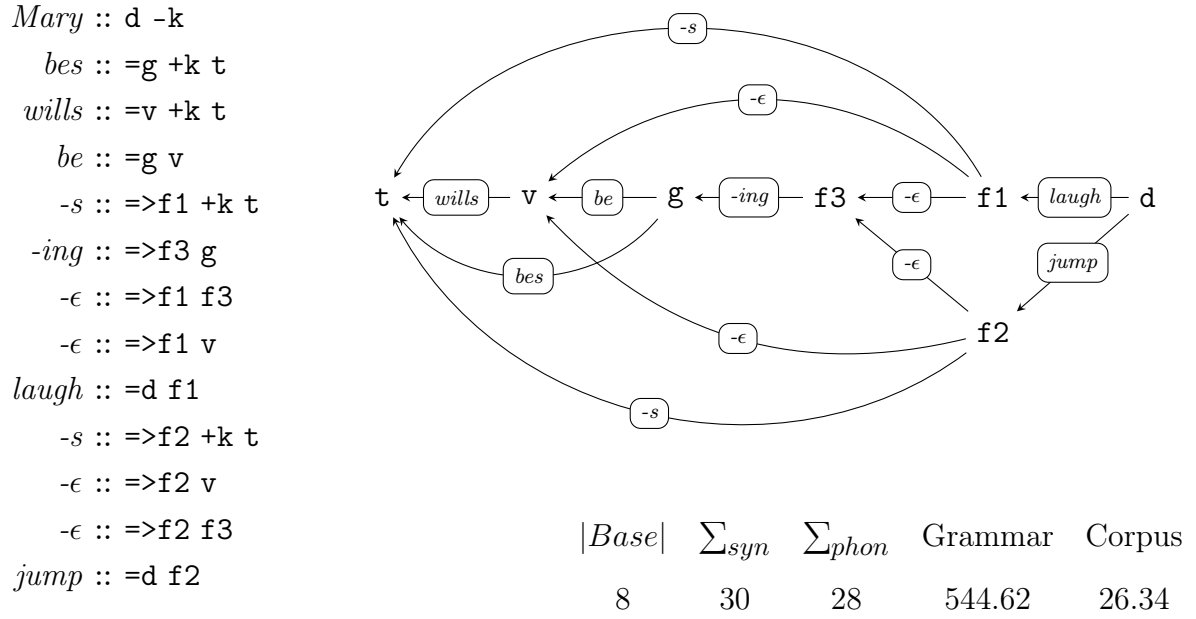 Mary :: d -k
bes :: =g +k t
wills :: =v +k t
be :: =g v
-s :: =>f1 +k t
-ing :: =>f3 g
-ϵ :: =>f1 f3
-ϵ :: =>f1 v
laugh :: =d f1
-s :: =>f2 +k t
-ϵ :: =>f2 v
-ϵ :: =>f2 f3
jump :: =d f2
-s
-ϵ
t wills v be g -ing f3 -ϵ f1 laugh d
-ϵ jump
bes
f2
-ϵ
-s
|Base| ∑syn ∑phon Grammar Corpus
8 30 28 544.62 26.34